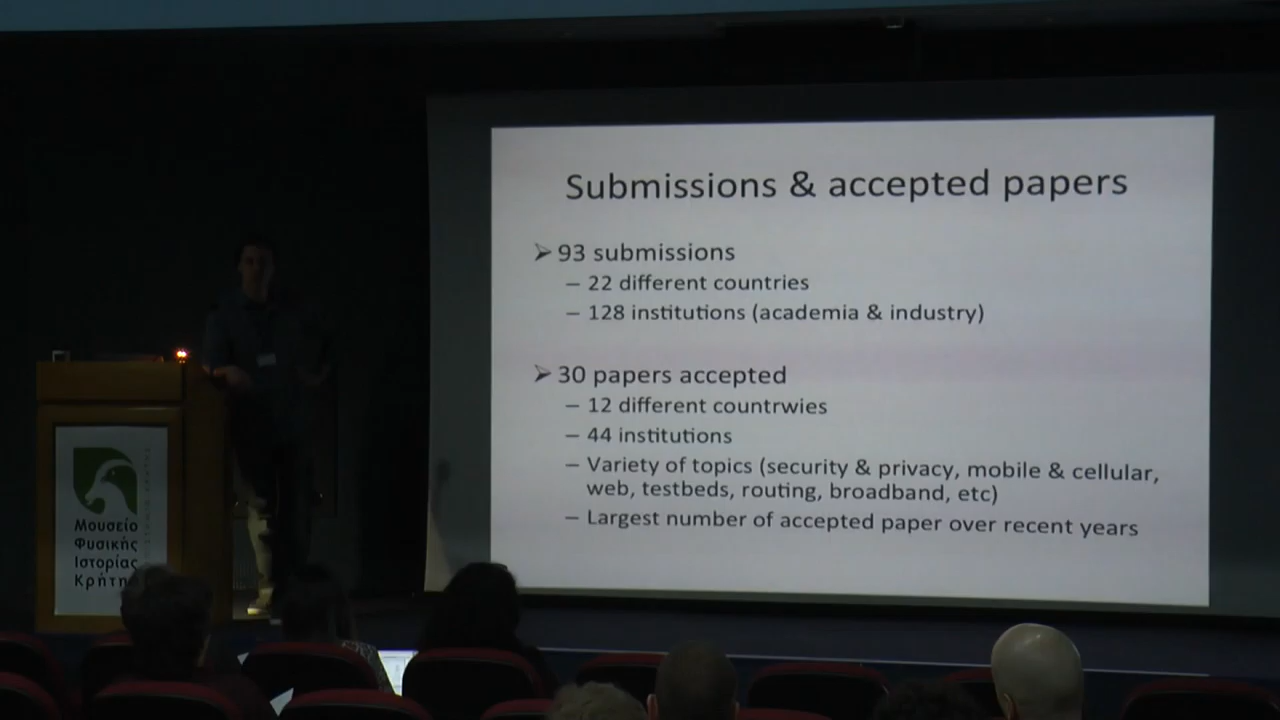 Submissions & accepted papers
➢ 93 submissions
– 22 different countries
– 128 institutions (academia & industry)
➢ 30 papers accepted
– 12 different countrwies
– 44 institutions
– Variety of topics (security & privacy, mobile & cellular,
web, testbeds, routing, broadband, etc)
– Largest number of accepted paper over recent years
Μουσείο
Φυσικής
Ιστορίας
Κρήτης